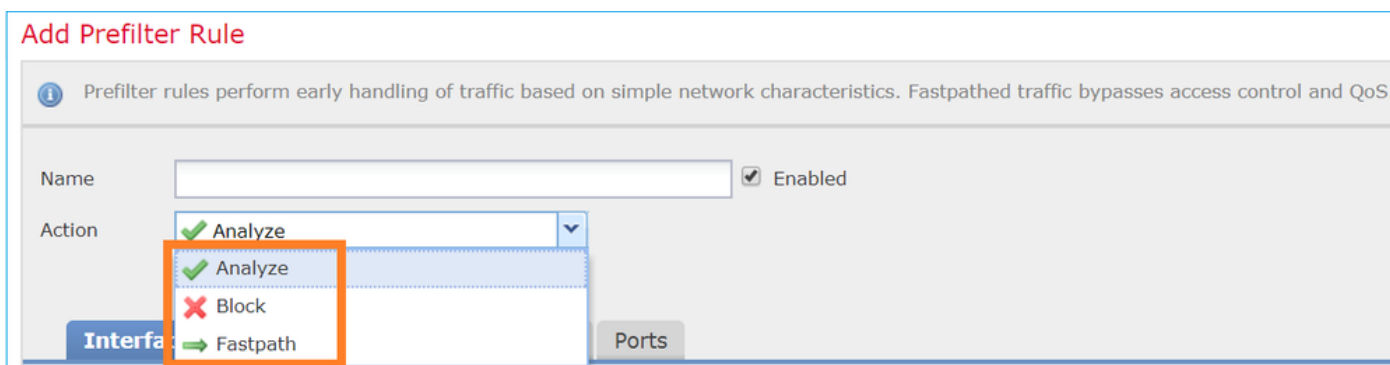 Add Prefilter Rule
Prefilter rules perform early handling of traffic based on simple network characteristics. Fastpathed traffic bypasses access control and QoS
Name
Enabled
Action
Analyze
Analyze
Block
Fastpath
Interfa
Ports